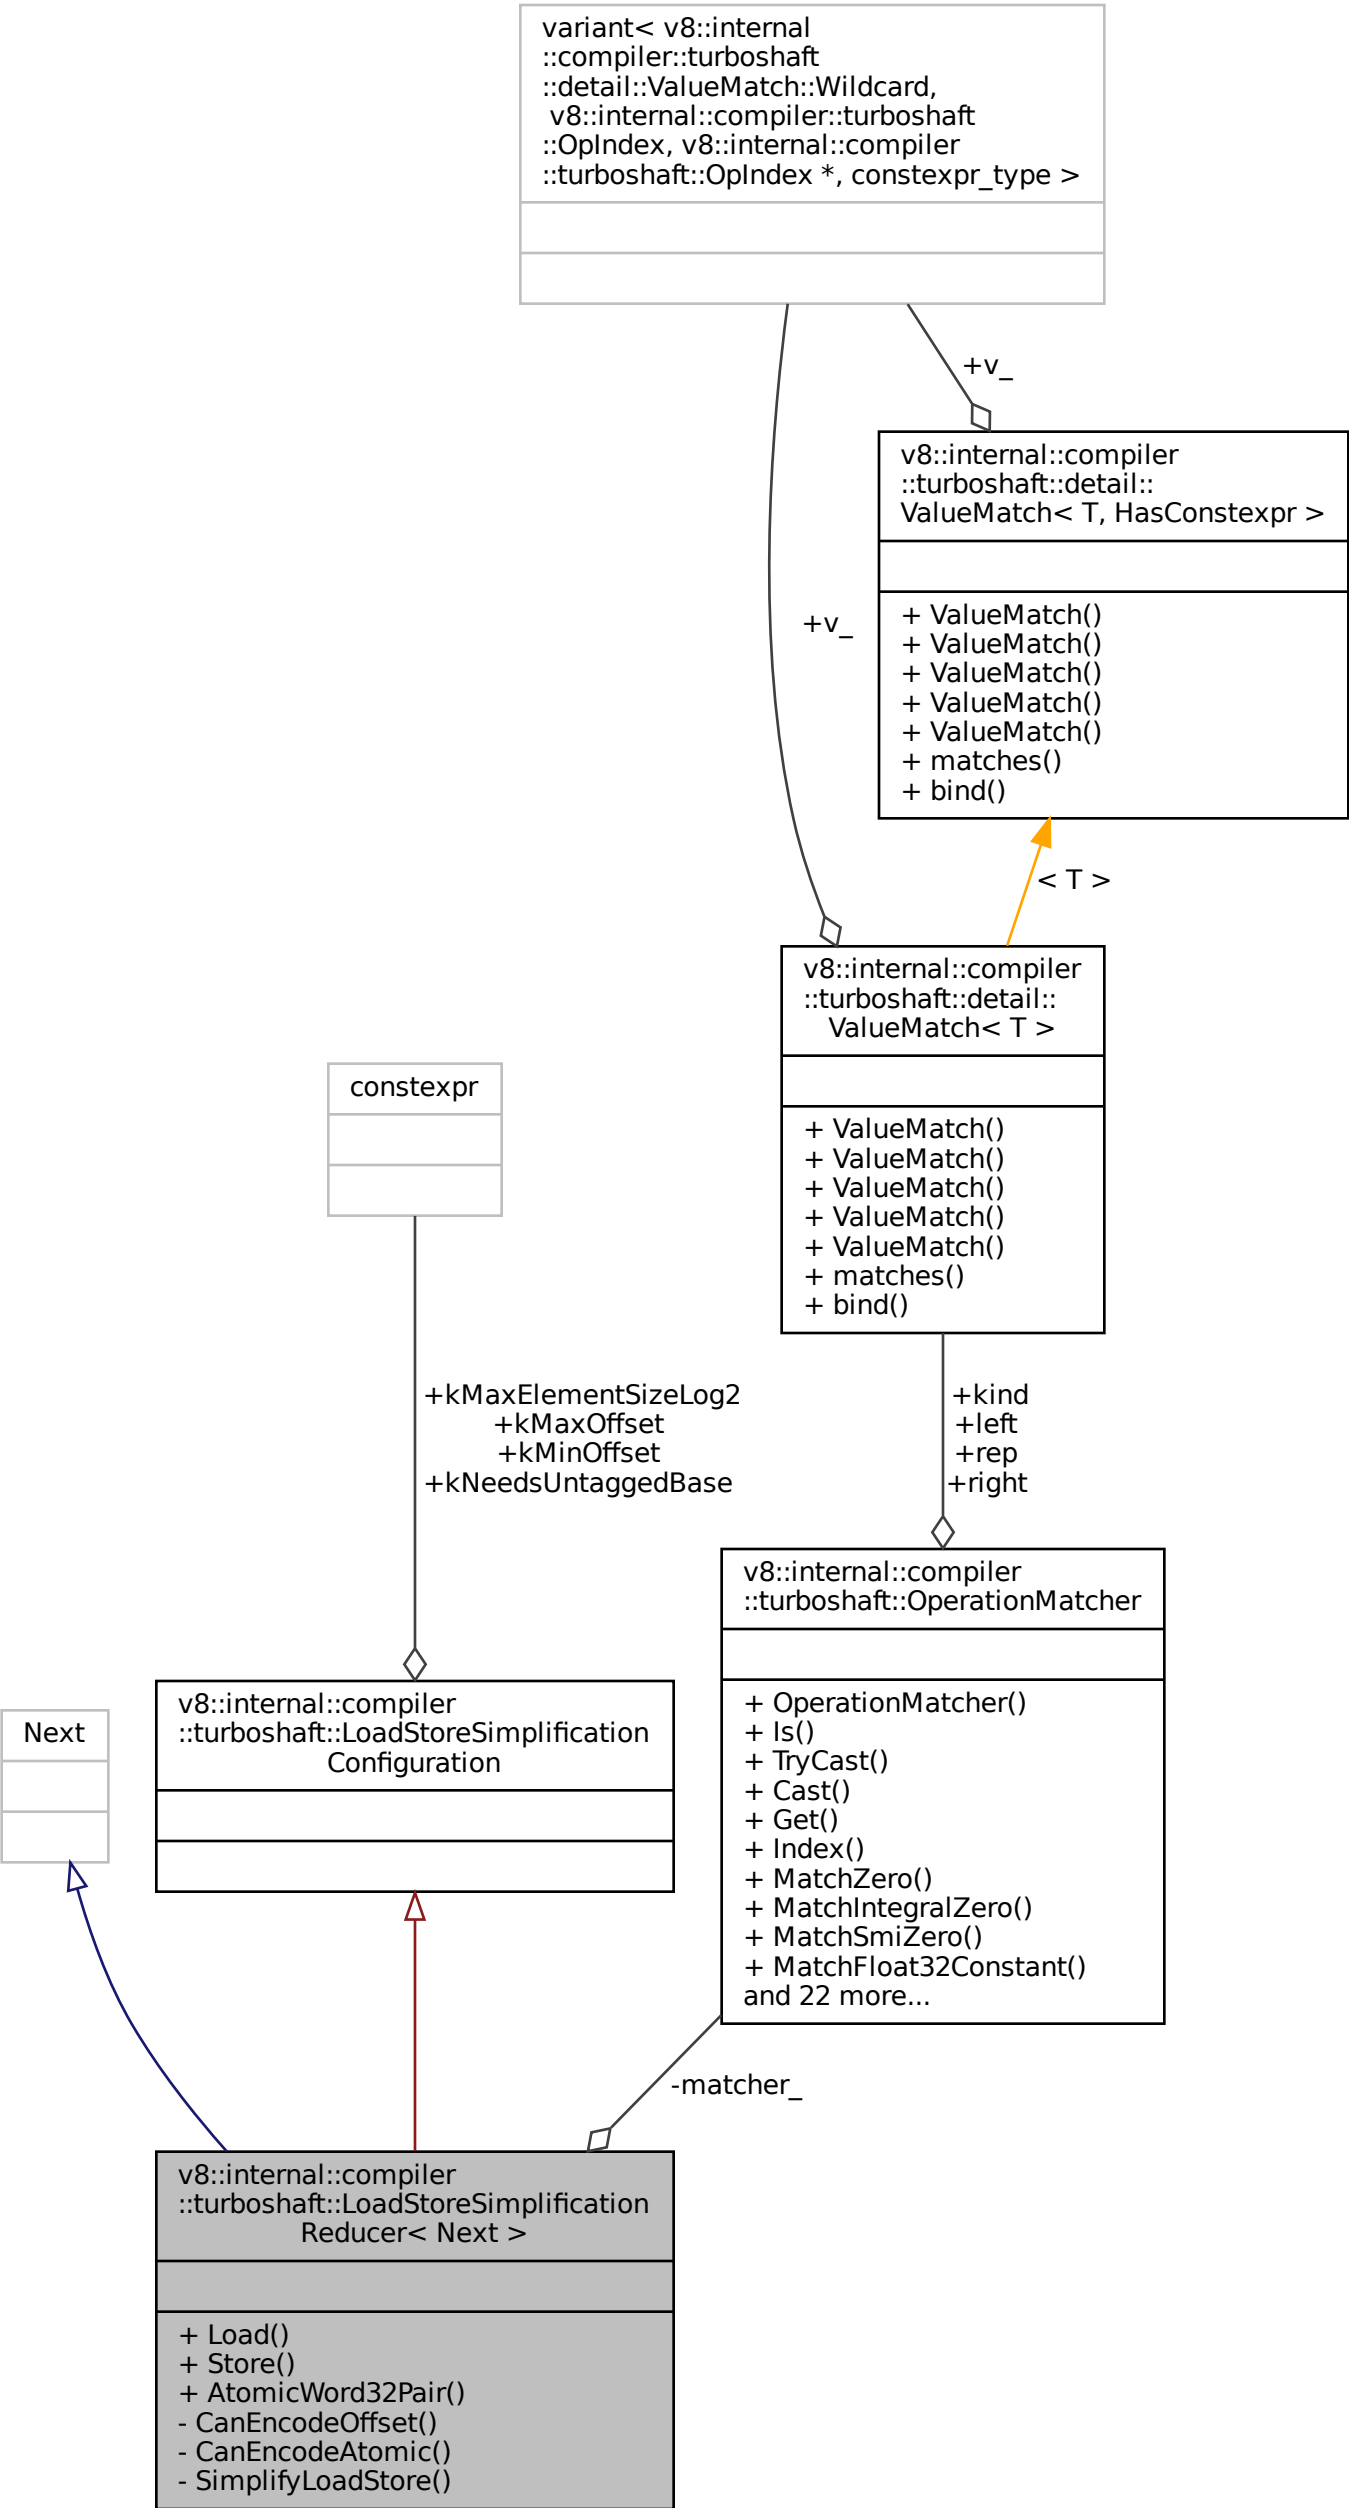 variant< v8::internal
::compiler::turboshaft
::detail::ValueMatch::Wildcard,
v8::internal::compiler::turboshaft
::OpIndex, v8::internal::compiler
::turboshaft::OpIndex *, constexpr_type >
+v_
v8::internal::compiler
::turboshaft::detail::
ValueMatch< T, HasConstexpr >
+ ValueMatch()
+ ValueMatch()
+ ValueMatch()
+ ValueMatch()
+ ValueMatch()
+ matches()
+ bind()
+v_
< T >
v8::internal::compiler
::turboshaft::detail::
ValueMatch< T >
+ ValueMatch()
+ ValueMatch()
+ ValueMatch()
+ ValueMatch()
+ ValueMatch()
+ matches()
+ bind()
constexpr
+kMaxElementSizeLog2
+kMaxOffset
+kMinOffset
+kNeedsUntaggedBase
+kind
+left
+rep
+right
v8::internal::compiler
::turboshaft::OperationMatcher
+ OperationMatcher()
+ Is()
+ TryCast()
+ Cast()
+ Get()
+ Index()
+ MatchZero()
+ MatchIntegralZero()
+ MatchSmiZero()
+ MatchFloat32Constant()
and 22 more...
v8::internal::compiler
::turboshaft::LoadStoreSimplification
Configuration
Next
-matcher_
v8::internal::compiler
::turboshaft::LoadStoreSimplification
Reducer< Next >
+ Load()
+ Store()
+ AtomicWord32Pair()
- CanEncodeOffset()
- CanEncodeAtomic()
- SimplifyLoadStore()